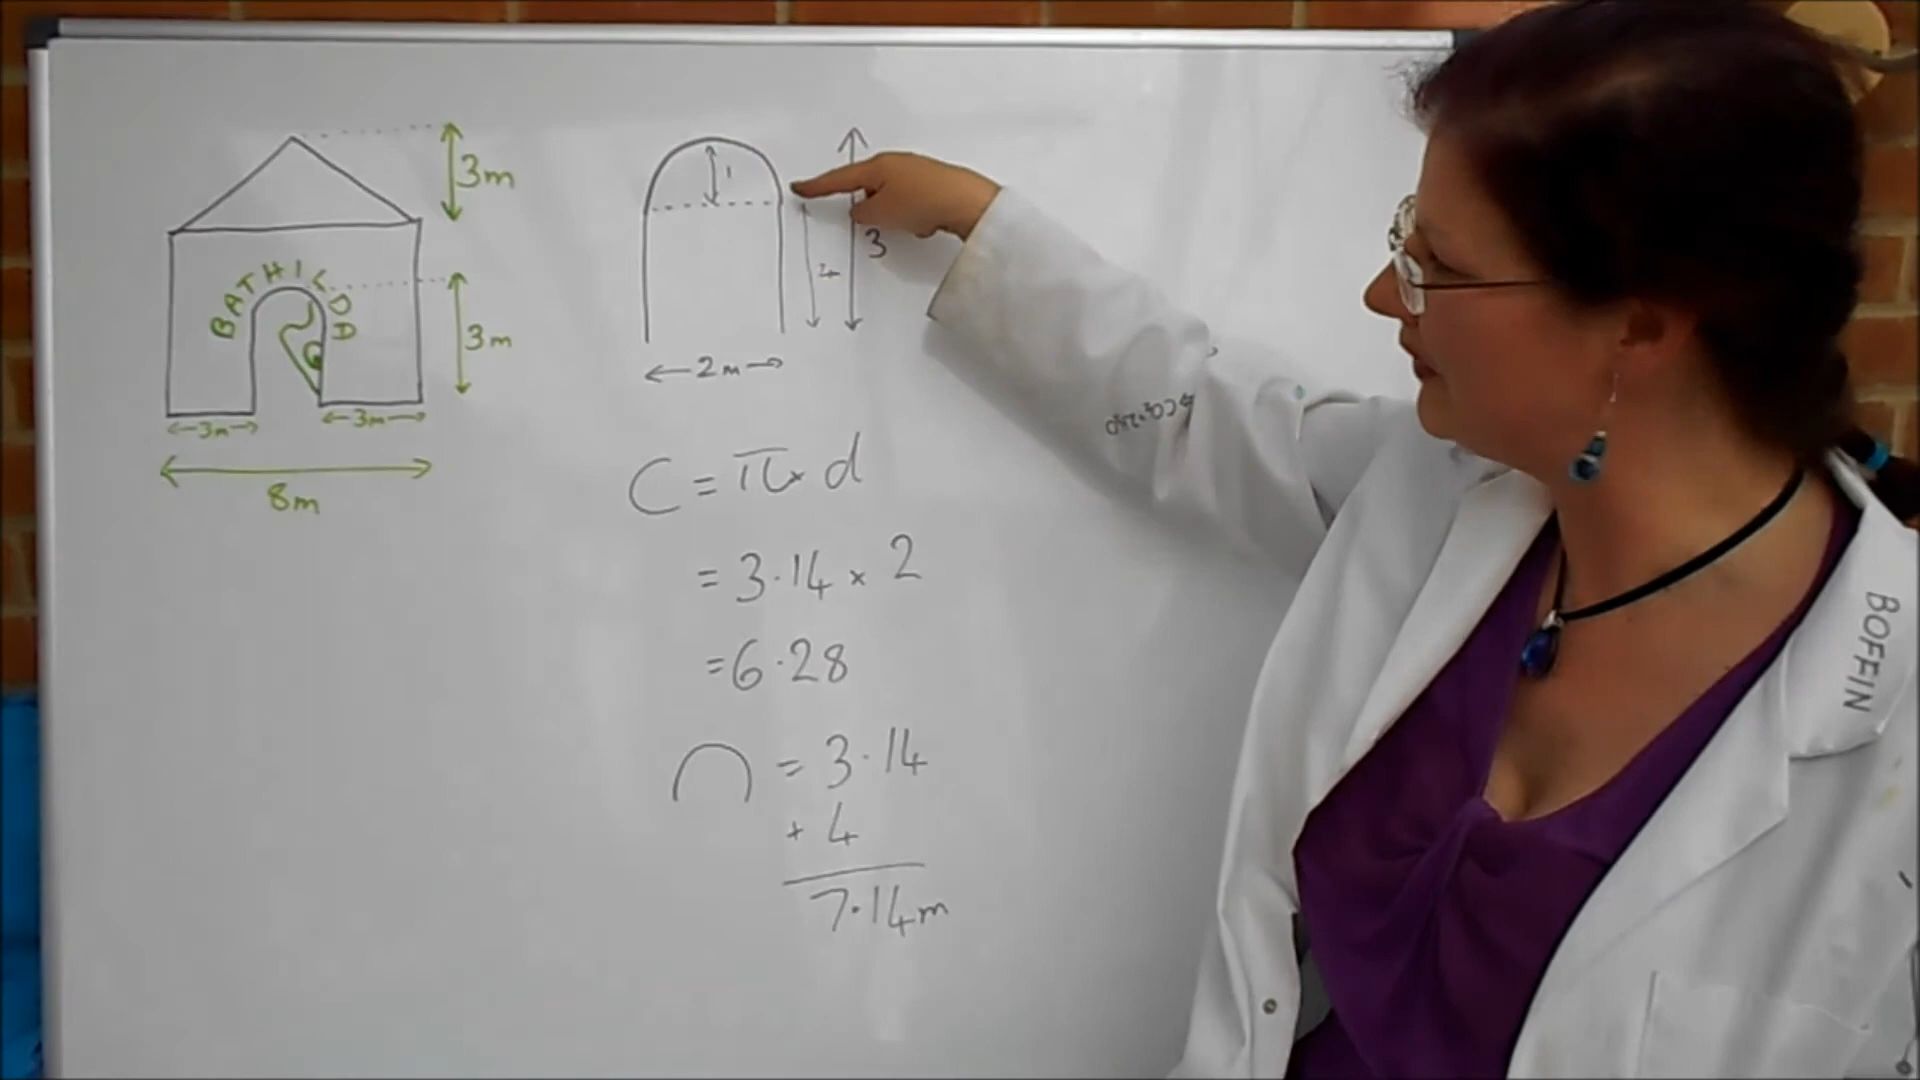 3m
BATHILDA
3m
3m
3m
8m
1
3
2m
C = π × d
= 3.14 × 2
= 6.28
= 3.14
+ 4
7.14m
BOFFIN